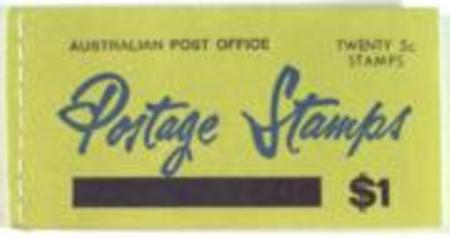 AUSTRALIAN POST OFFICE
TWENTY 5c
STAMPS
Postage Stamps
$1